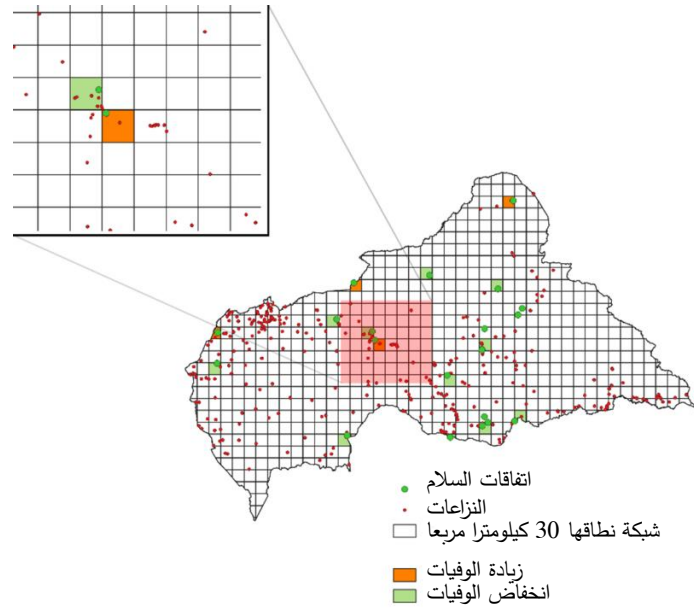 اتفاقات السلام
النزاعات
شبكة نطاقها 30 كيلومترا مربعا
زيادة الوفيات
انخفاض الوفيات